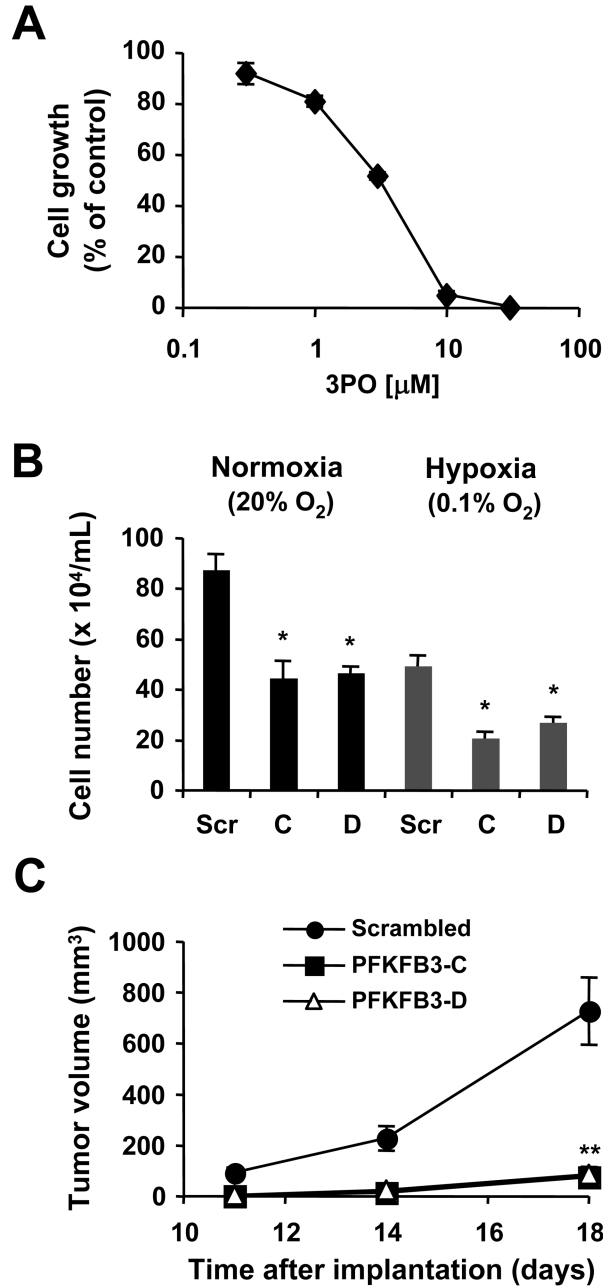 A
Cell growth
(% of control)
100
80
60
40
20
0
0.1 1 10 100
3PO [μM]
B
Normoxia Hypoxia
(20% O₂) (0.1% O₂)
Cell number (x 10⁴/mL)
100
80
60
40
20
0
* * * *
Scr C D Scr C D
C
Scrambled
PFKFB3-C
PFKFB3-D
Tumor volume (mm³)
1000
800
600
400
200
0
**
10 12 14 16 18
Time after implantation (days)